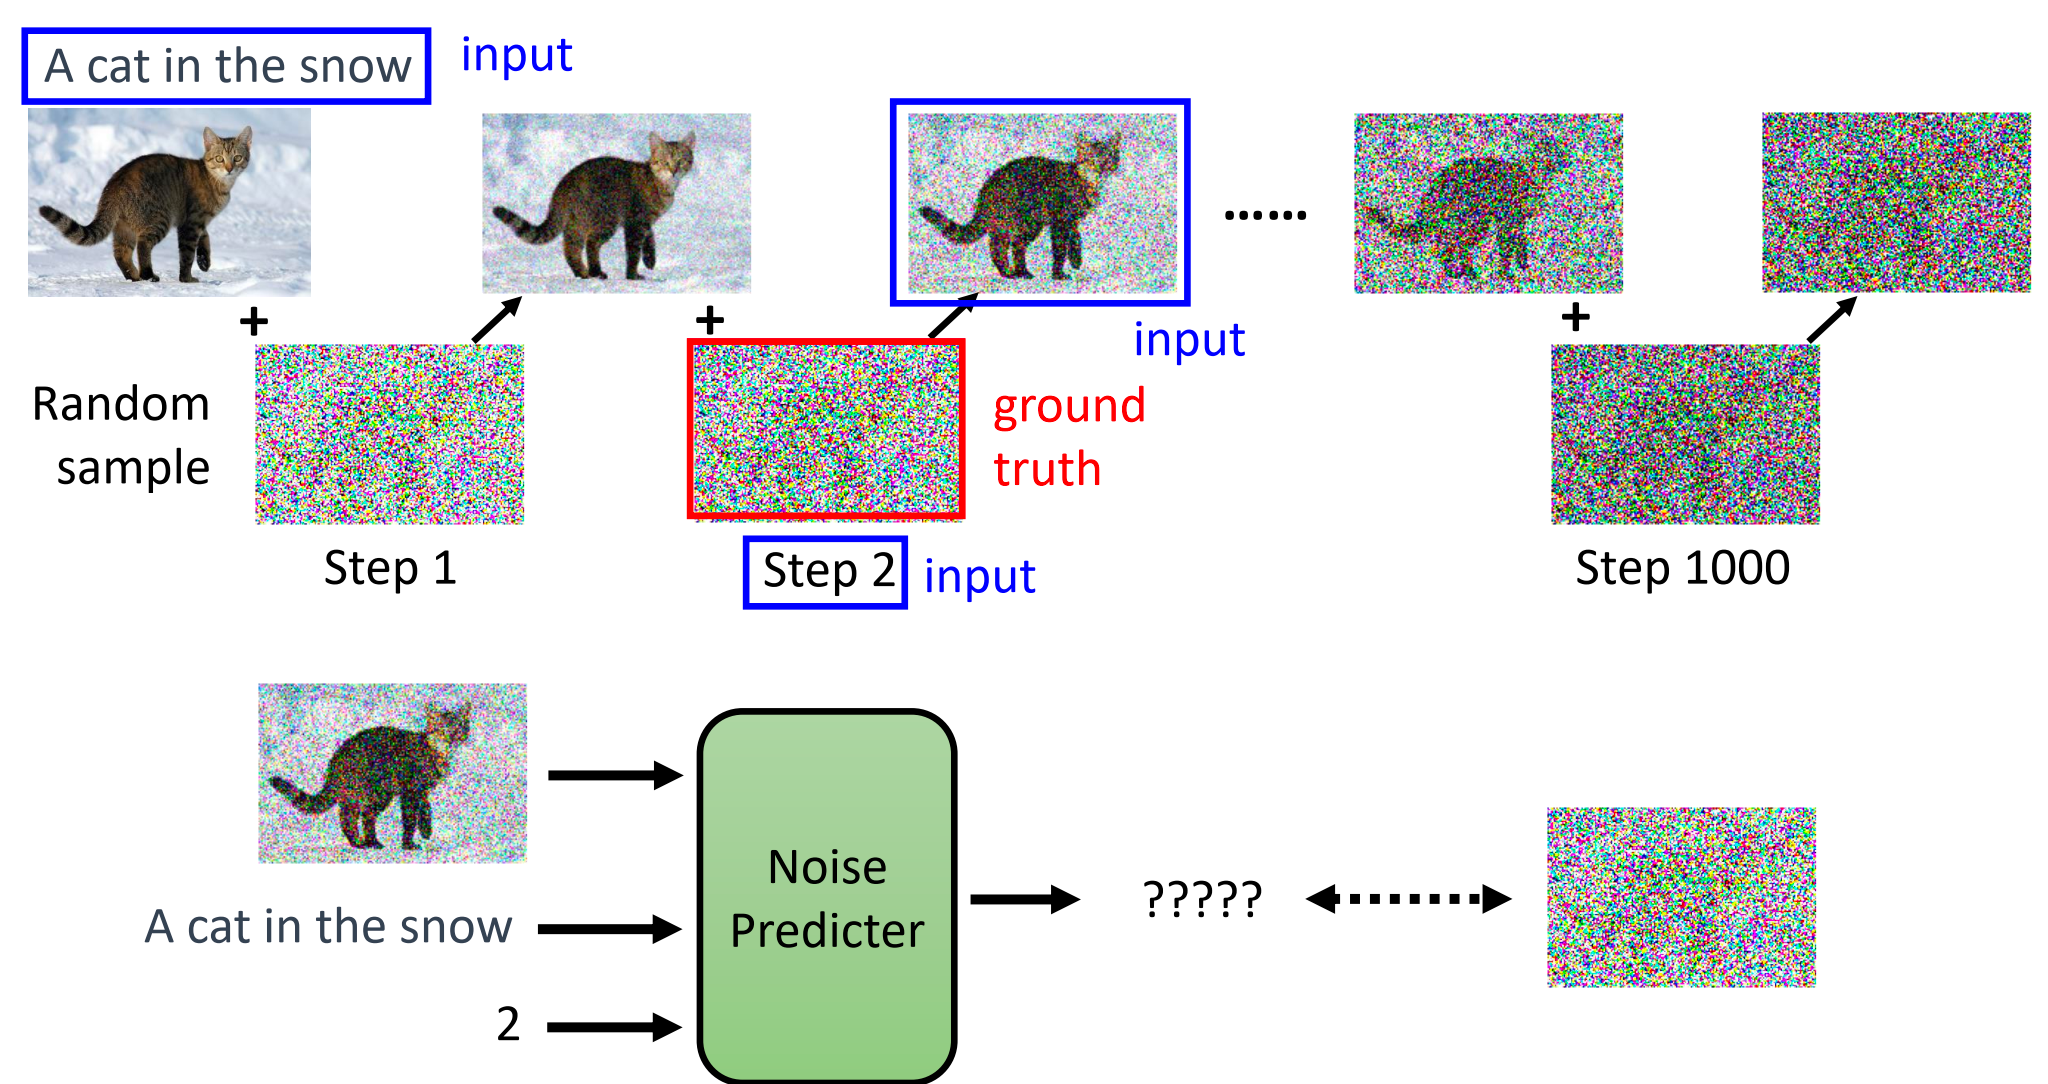 A cat in the snow
input
input
Random
sample
ground
truth
Step 1
Step 2
input
Step 1000
Noise
Predicter
A cat in the snow
?????
2